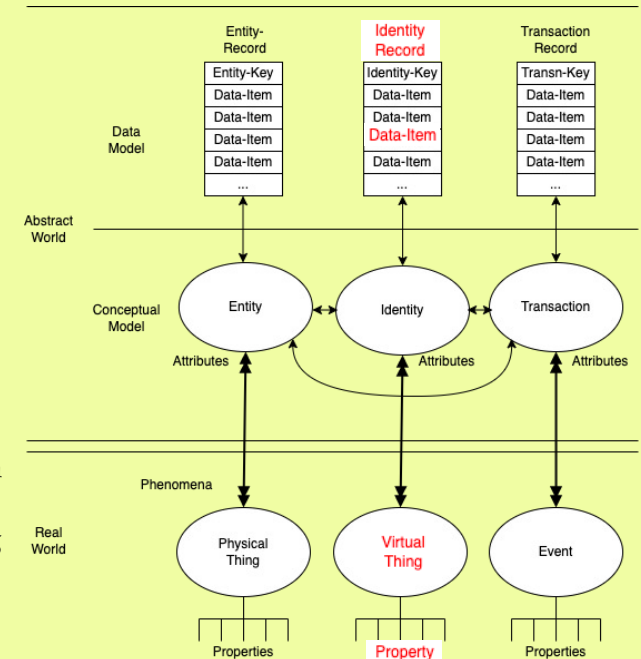 Entity-
Record
Identity
Record
Transaction
Record
Entity-Key
Identity-Key
Transn-Key
Data-Item
Data-Item
Data-Item
Data-Item
Data-Item
Data-Item
Data
Model
Data-Item
Data-Item
Data-Item
Data-Item
Data-Item
Data-Item
...
...
...
Abstract
World
Conceptual
Model
Entity
Identity
Transaction
Attributes
Attributes
Attributes
Phenomena
Real
World
Physical
Thing
Virtual
Thing
Event
Properties
Property
Properties